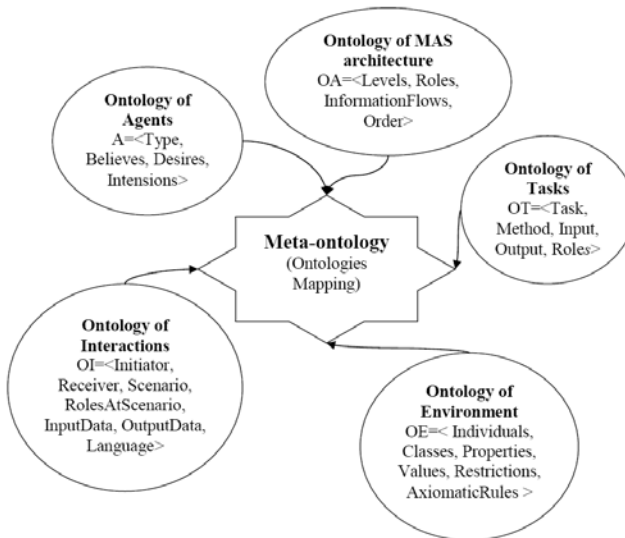 Ontology of MAS
architecture
OA=<Levels, Roles,
InformationFlows,
Order>
Ontology of
Agents
A=<Type,
Believes, Desires,
Intensions>
Ontology of
Tasks
OT=<Task,
Method, Input,
Output, Roles>
Meta-ontology
(Ontologies
Mapping)
Ontology of
Interactions
OI=<Initiator,
Receiver, Scenario,
RolesAtScenario,
InputData, OutputData,
Language>
Ontology of
Environment
OE=< Individuals,
Classes, Properties,
Values, Restrictions,
AxiomaticRules >